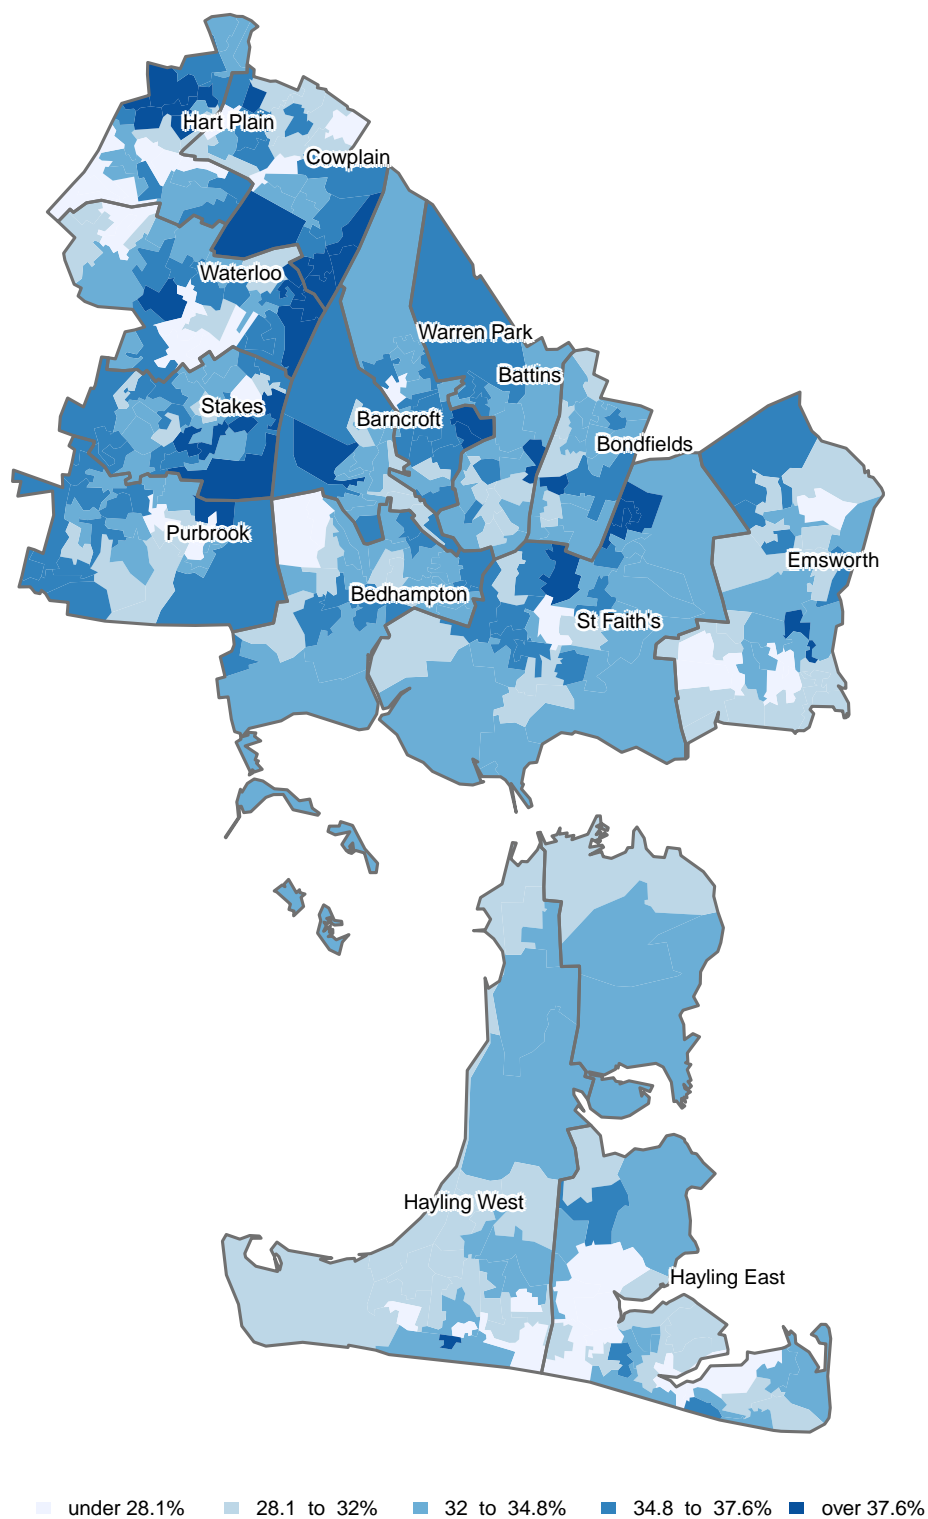 Hart Plain
Cowplain
Waterloo
Warren Park
Battins
Stakes
Barncroft
Bondfields
Purbrook
Emsworth
Bedhampton
St Faith's
Hayling West
Hayling East
under 28.1% 28.1 to 32% 32 to 34.8% 34.8 to 37.6% over 37.6%